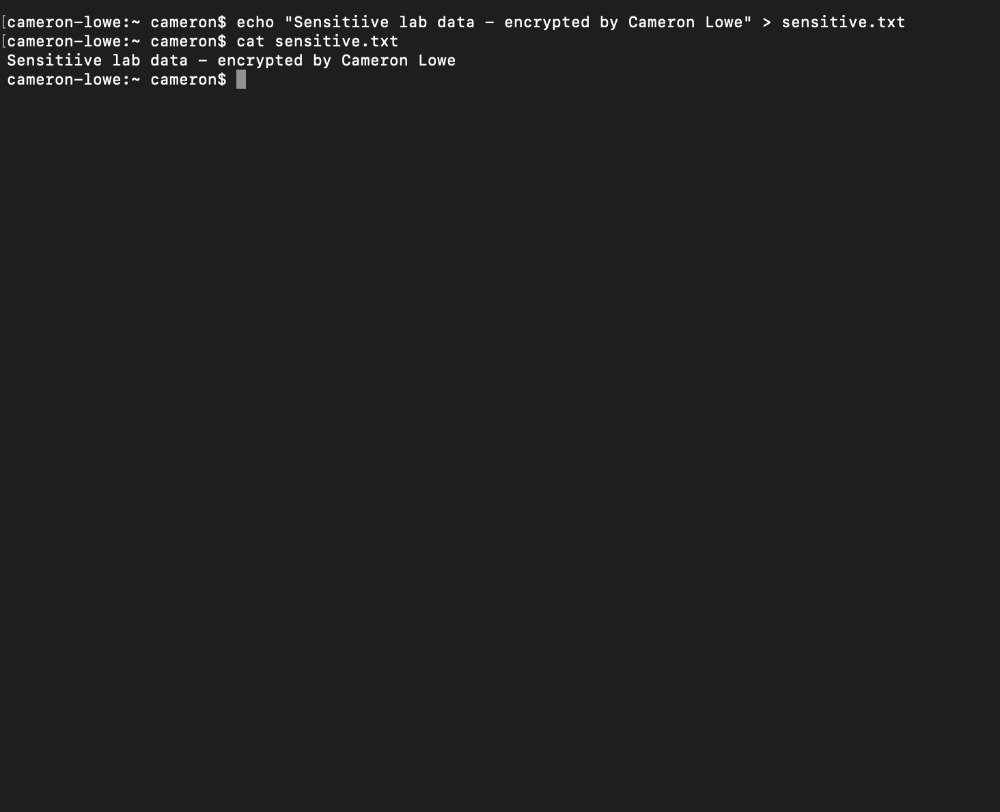 [cameron-lowe:~ cameron$ echo "Sensitiive lab data - encrypted by Cameron Lowe" > sensitive.txt
[cameron-lowe:~ cameron$ cat sensitive.txt
Sensitiive lab data - encrypted by Cameron Lowe
cameron-lowe:~ cameron$